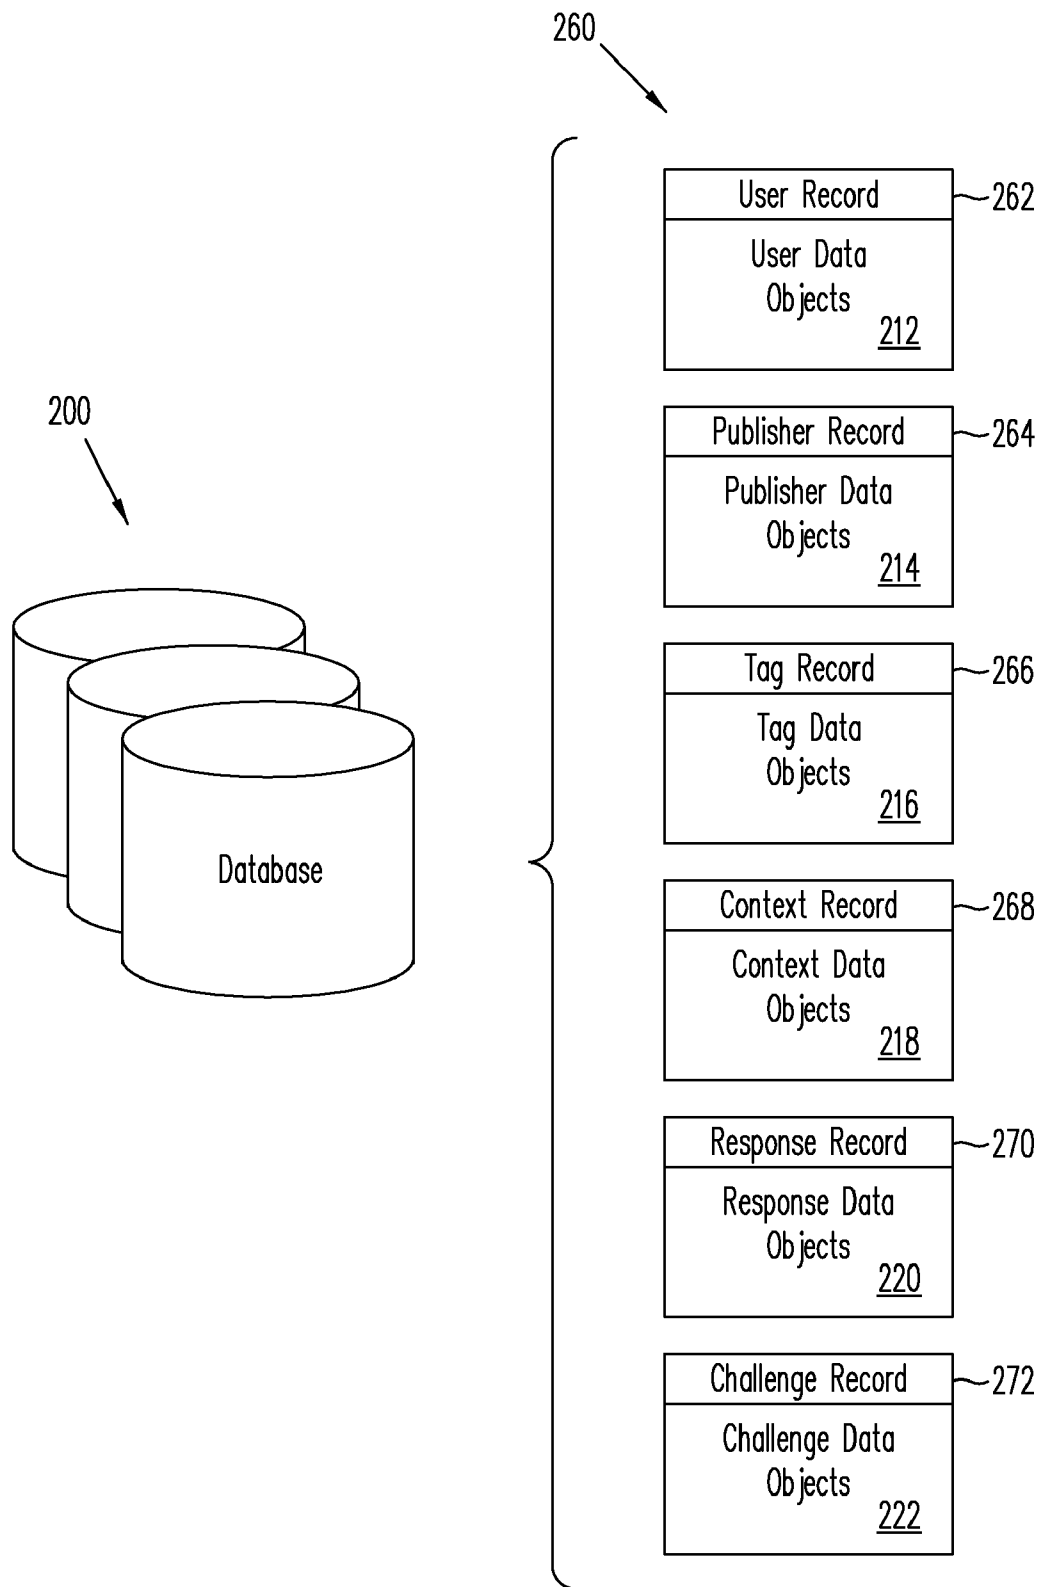 260
User Record
262
User Data
Objects
212
200
Publisher Record
264
Publisher Data
Objects
214
Tag Record
266
Tag Data
Objects
216
Database
Context Record
268
Context Data
Objects
218
Response Record
270
Response Data
Objects
220
Challenge Record
272
Challenge Data
Objects
222